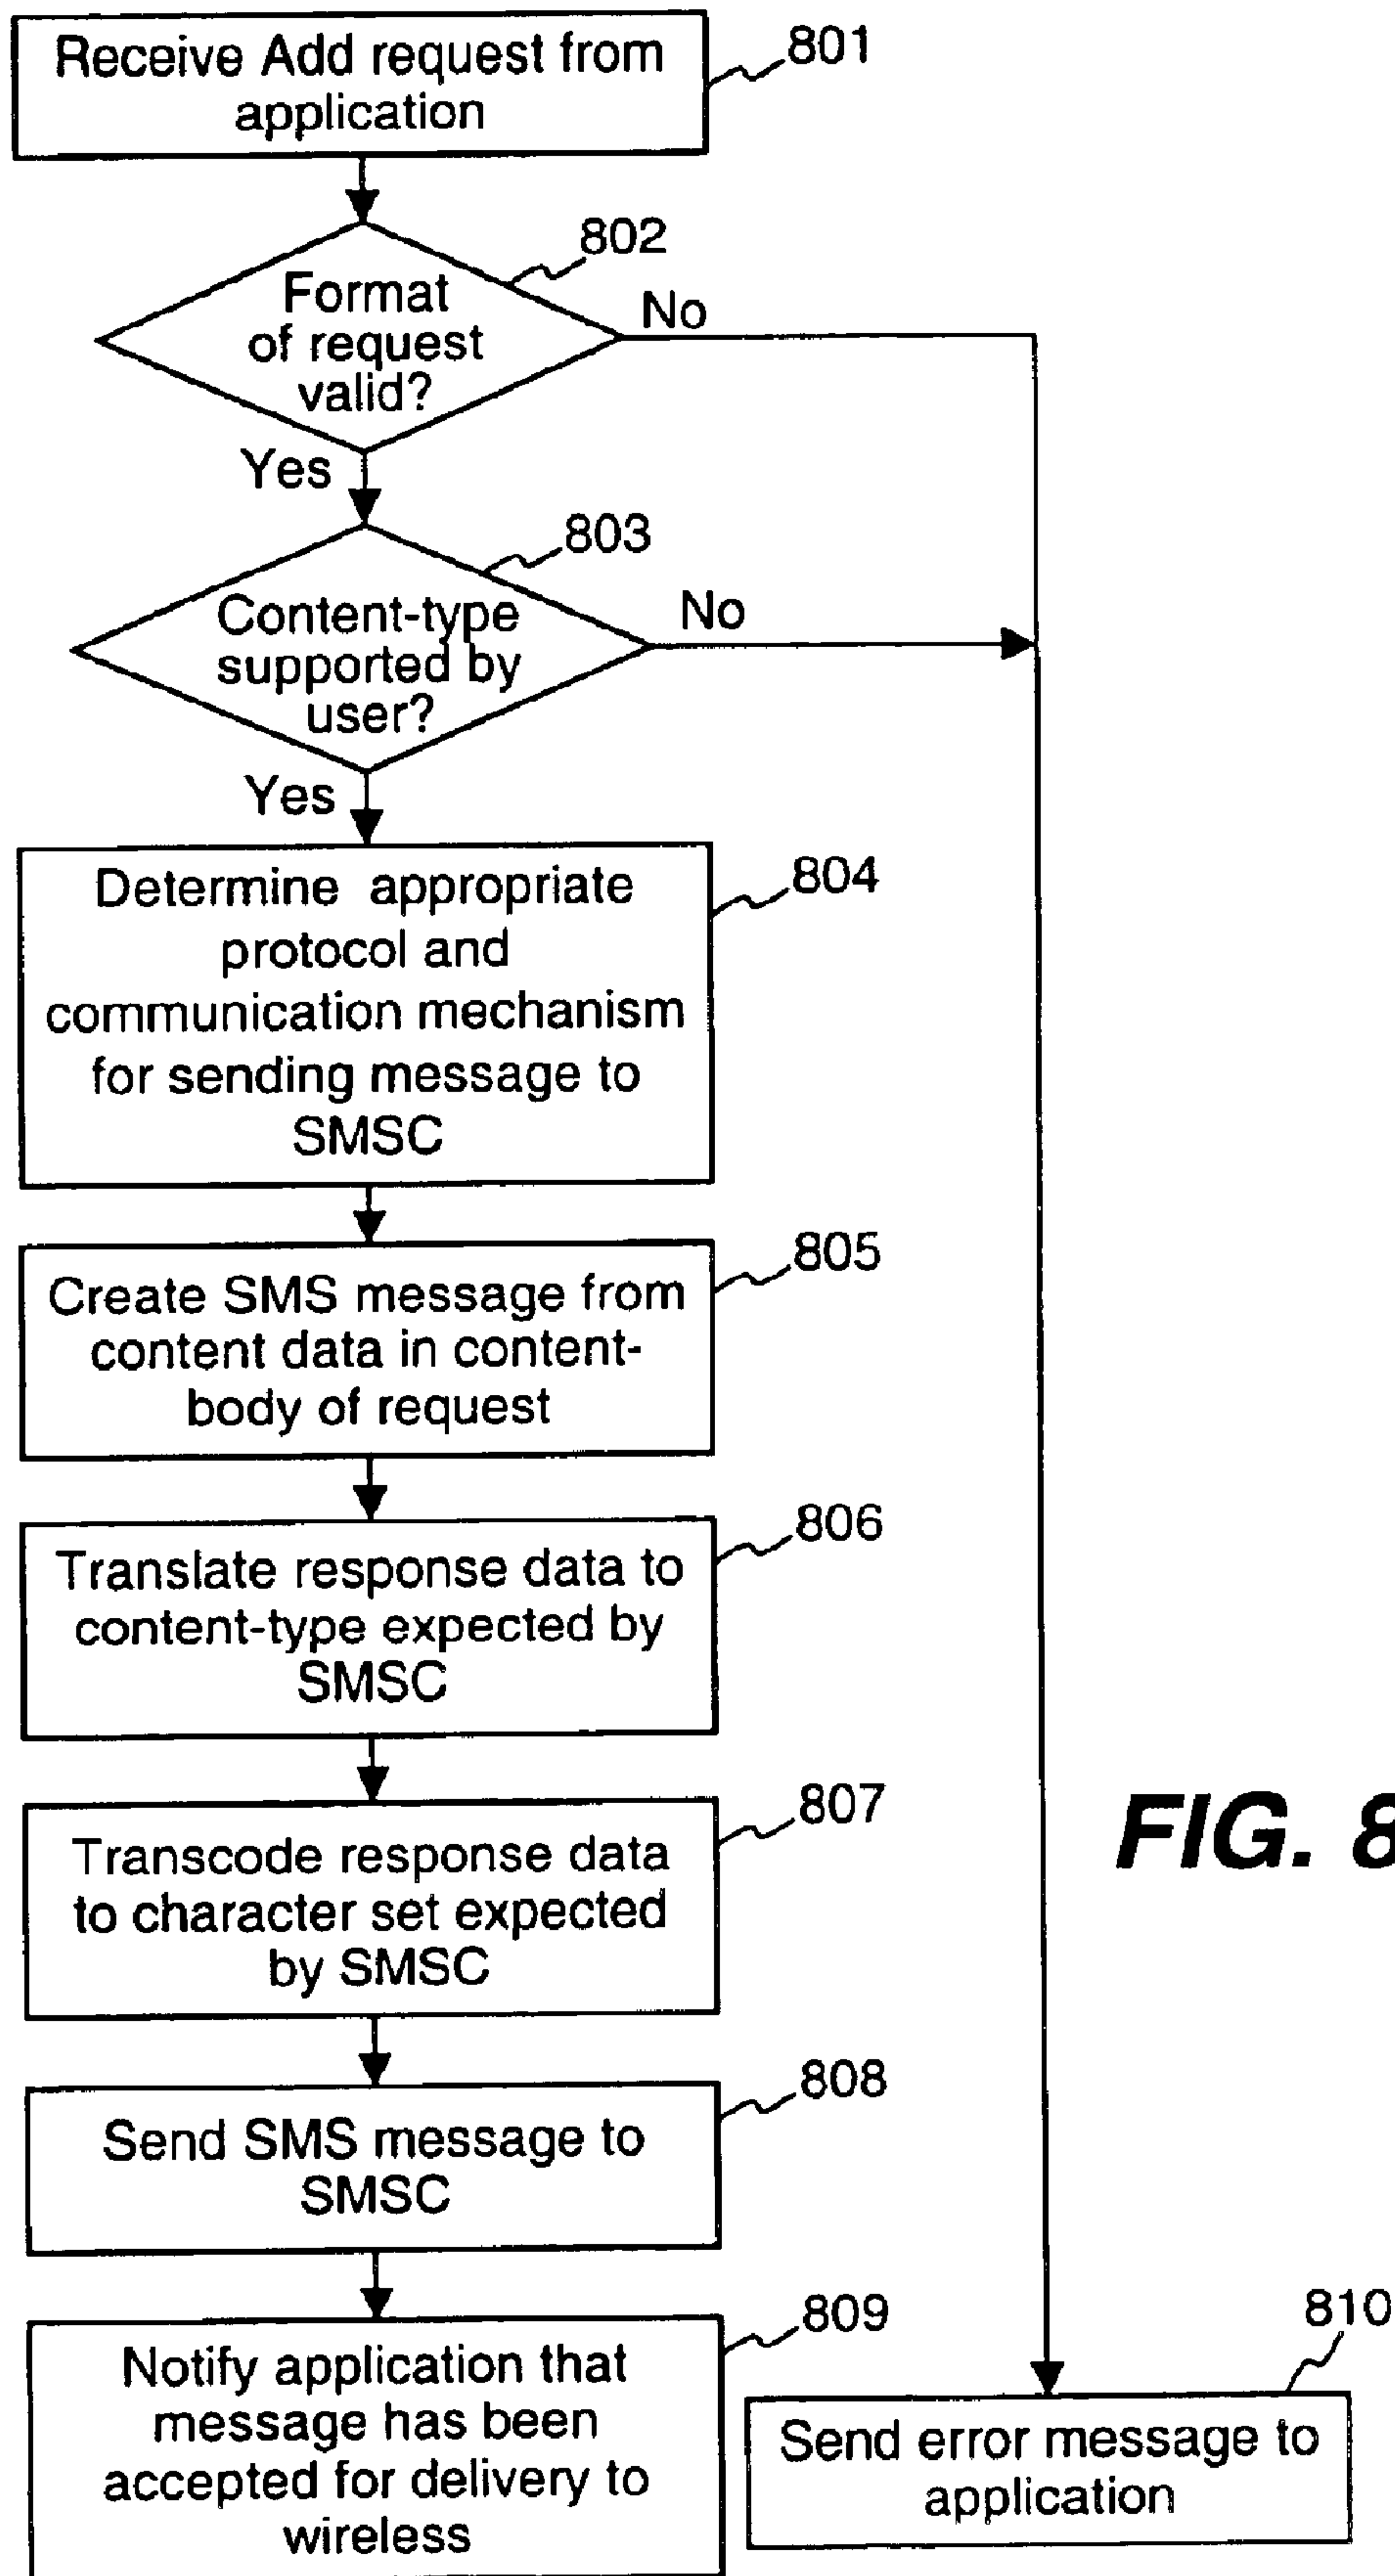 Receive Add request from
application
801
802
Format
of request
valid?
No
Yes
803
Content-type
supported by
user?
No
Yes
Determine appropriate
protocol and
communication mechanism
for sending message to
SMSC
804
Create SMS message from
content data in content-
body of request
805
Translate response data to
content-type expected by
SMSC
806
Transcode response data
to character set expected
by SMSC
807
FIG. 8
Send SMS message to
SMSC
808
Notify application that
message has been
accepted for delivery to
wireless
809
810
Send error message to
application